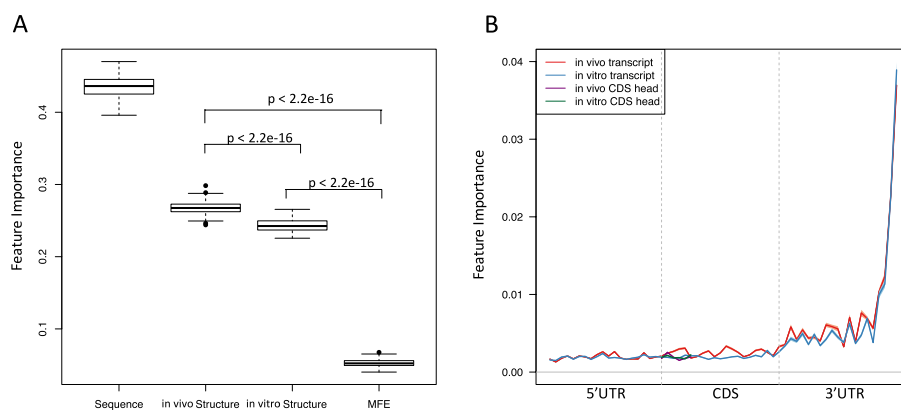 A
B
Feature Importance
0.4
0.3
0.2
0.1
p < 2.2e-16
p < 2.2e-16
p < 2.2e-16
Sequence
in vivo Structure
in vitro Structure
MFE
Feature Importance
0.04
0.03
0.02
0.01
0.00
in vivo transcript
in vitro transcript
in vivo CDS head
in vitro CDS head
5’UTR
CDS
3’UTR